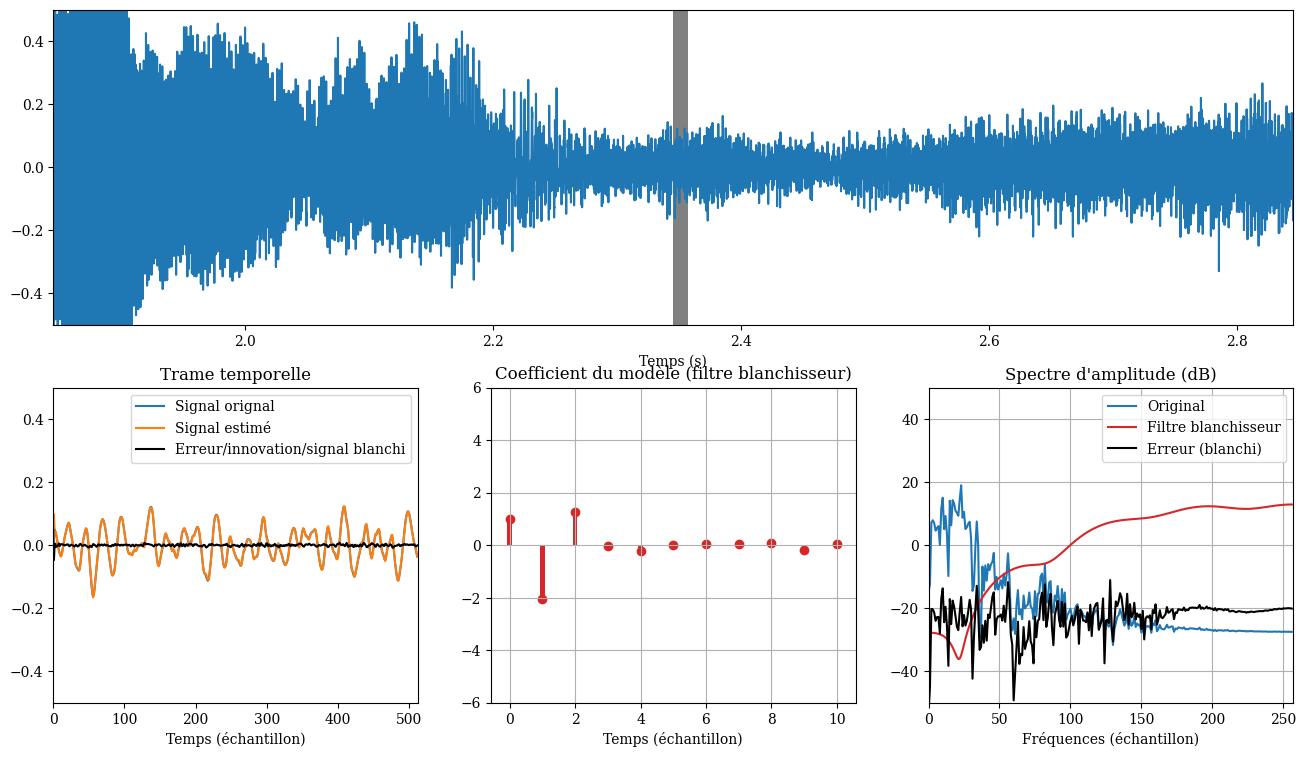 0.4
0.2
0.0
−0.2
−0.4
2.0 2.2 2.4 2.6 2.8
Temps (s)
Trame temporelle
Signal orignal
Signal estimé
Erreur/innovation/signal blanchi
0.4
0.2
0.0
−0.2
−0.4
0 100 200 300 400 500
Temps (échantillon)
Coefficient du modèle (filtre blanchisseur)
6
4
2
0
−2
−4
−6
0 2 4 6 8 10
Temps (échantillon)
Spectre d'amplitude (dB)
Original
Filtre blanchisseur
Erreur (blanchi)
40
20
0
−20
−40
0 50 100 150 200 250
Fréquences (échantillon)